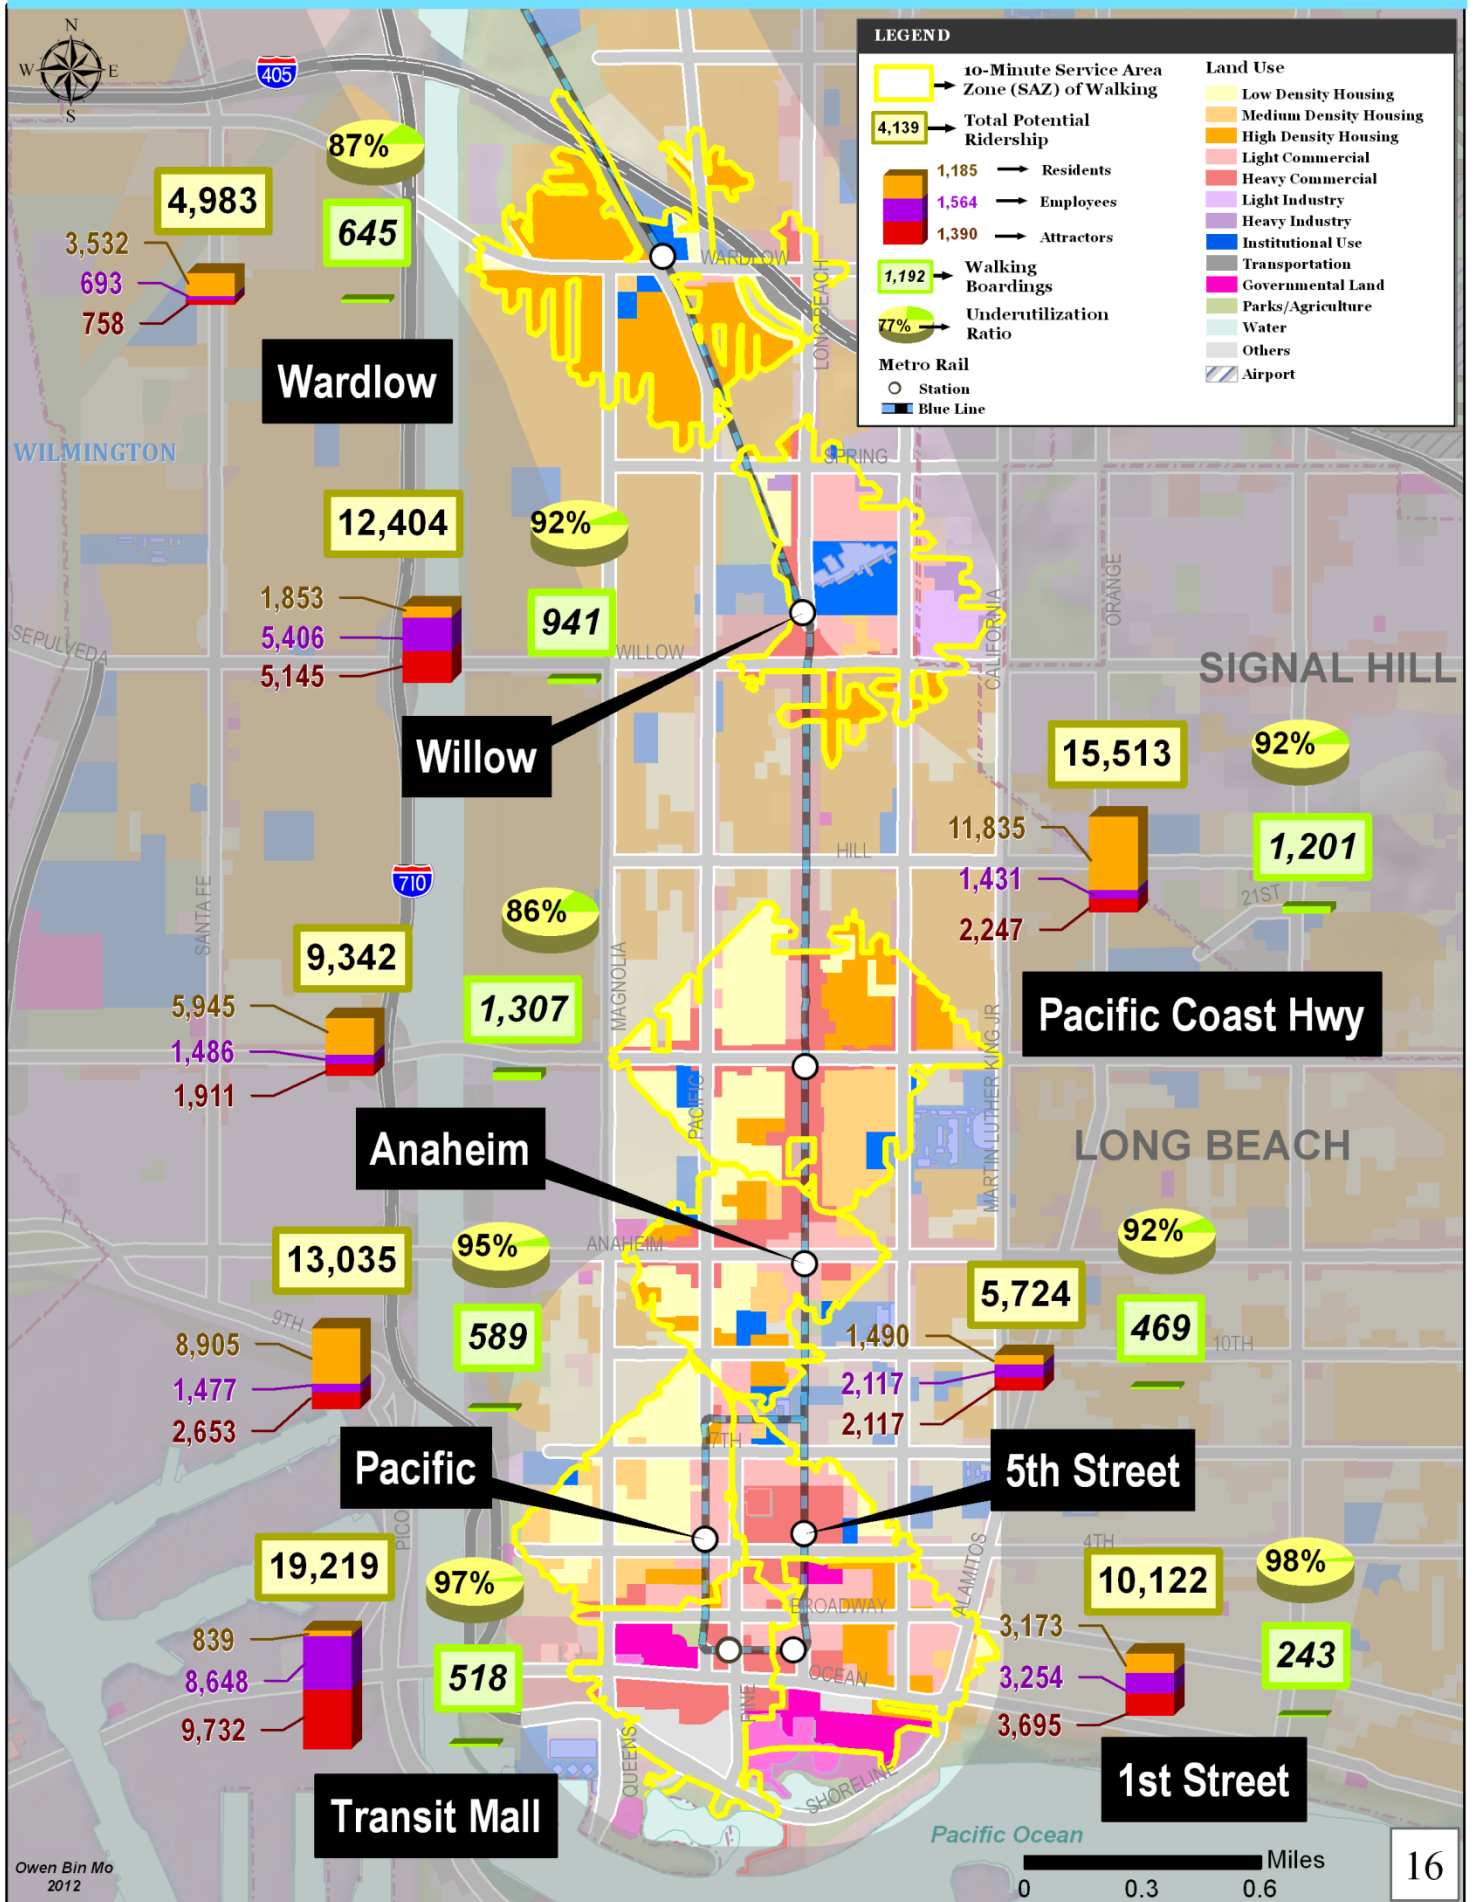 N
W E
S
405
LEGEND
10-Minute Service Area
Zone (SAZ) of Walking
4,139
Total Potential
Ridership
1,185
Residents
1,564
Employees
1,390
Attractors
1,192
Walking
Boardings
77%
Underutilization
Ratio
Metro Rail
Station
Blue Line
Land Use
Low Density Housing
Medium Density Housing
High Density Housing
Light Commercial
Heavy Commercial
Light Industry
Heavy Industry
Institutional Use
Transportation
Governmental Land
Parks/Agriculture
Water
Others
Airport
87%
4,983
645
3,532
693
758
Wardlow
WARDLOW
LONG BEACH
WILMINGTON
SPRING
12,404
92%
1,853
5,406
5,145
941
SEPULVEDA
WILLOW
CALIFORNIA
ORANGE
SIGNAL HILL
Willow
15,513
92%
11,835
1,431
2,247
1,201
HILL
21ST
710
SANTA FE
86%
9,342
5,945
1,486
1,911
1,307
MAGNOLIA
Pacific Coast Hwy
PACIFIC
MARTIN LUTHER KING JR
Anaheim
LONG BEACH
ANAHEIM
13,035
95%
8,905
1,477
2,653
589
9TH
92%
5,724
1,490
2,117
2,117
469
10TH
7TH
Pacific
5th Street
PICO
4TH
ALAMITOS
19,219
97%
839
8,648
9,732
518
10,122
98%
3,173
3,254
3,695
243
BROADWAY
OCEAN
PINE
QUEENS
SHORELINE
Transit Mall
1st Street
Pacific Ocean
Miles
0 0.3 0.6
Owen Bin Mo
2012
16